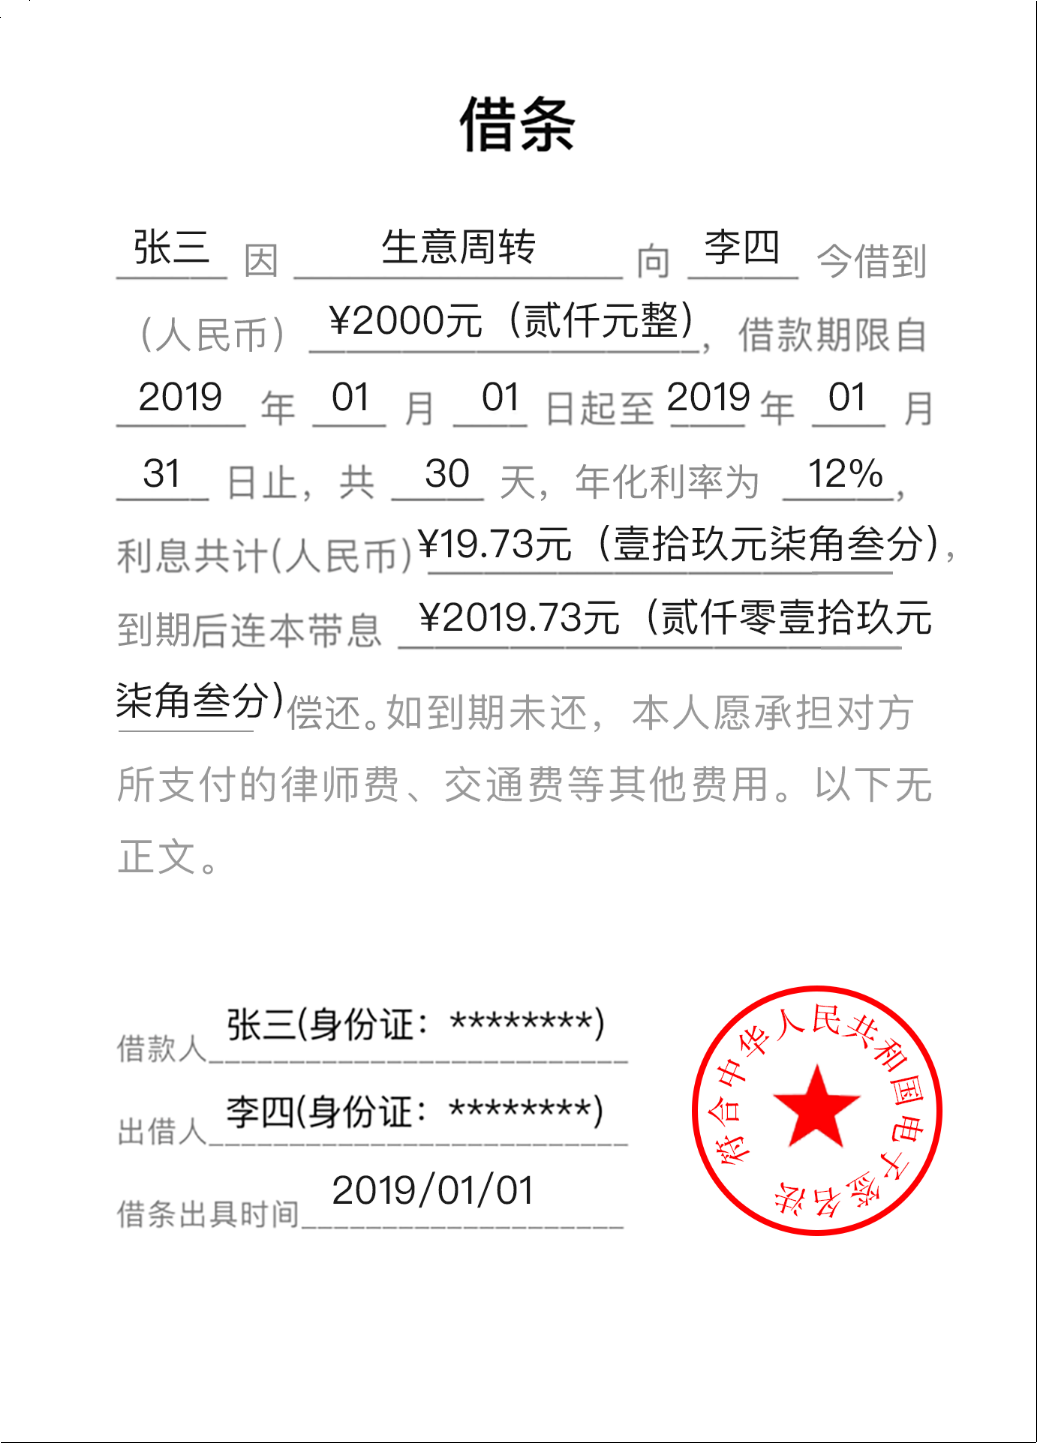 借条
张三 因 生意周转 向 李四 今借到
(人民币) ¥2000元（贰仟元整），借款期限自
2019 年 01 月 01 日起至 2019 年 01 月
31 日止，共 30 天，年化利率为 12%，
利息共计(人民币)¥19.73元（壹拾玖元柒角叁分），
到期后连本带息 ¥2019.73元（贰仟零壹拾玖元
柒角叁分)偿还。如到期未还，本人愿承担对方
所支付的律师费、交通费等其他费用。以下无
正文。
借款人 张三(身份证：********)
出借人 李四(身份证：********)
借条出具时间 2019/01/01
符合中华人民共和国电子签名法